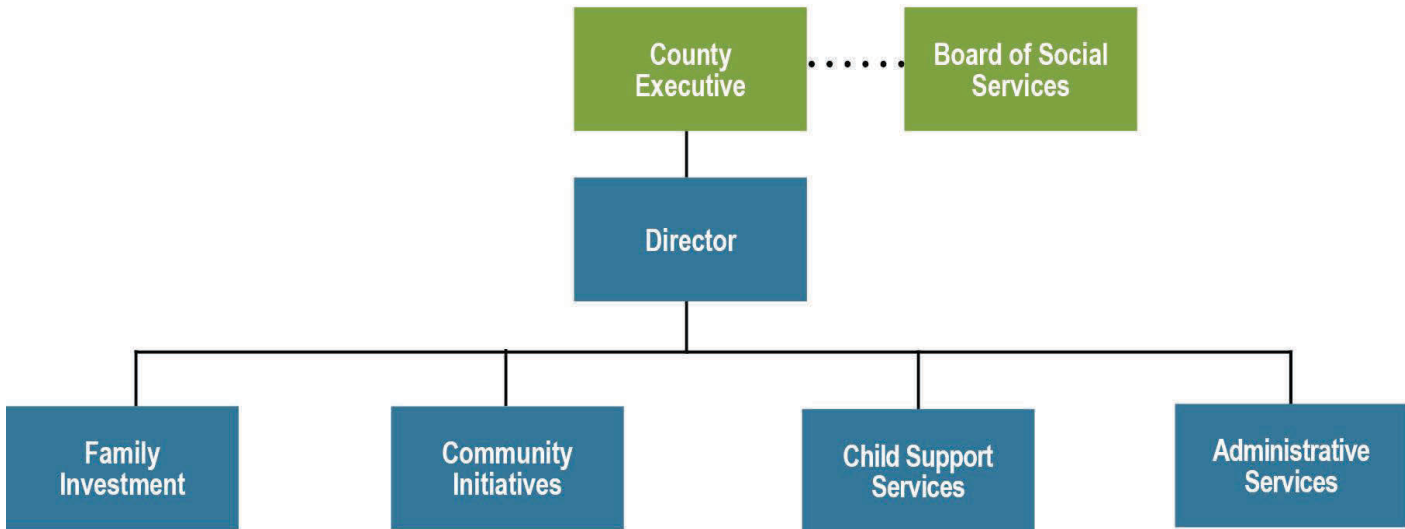 County
Executive
Board of Social
Services
Director
Family
Investment
Community
Initiatives
Child Support
Services
Administrative
Services